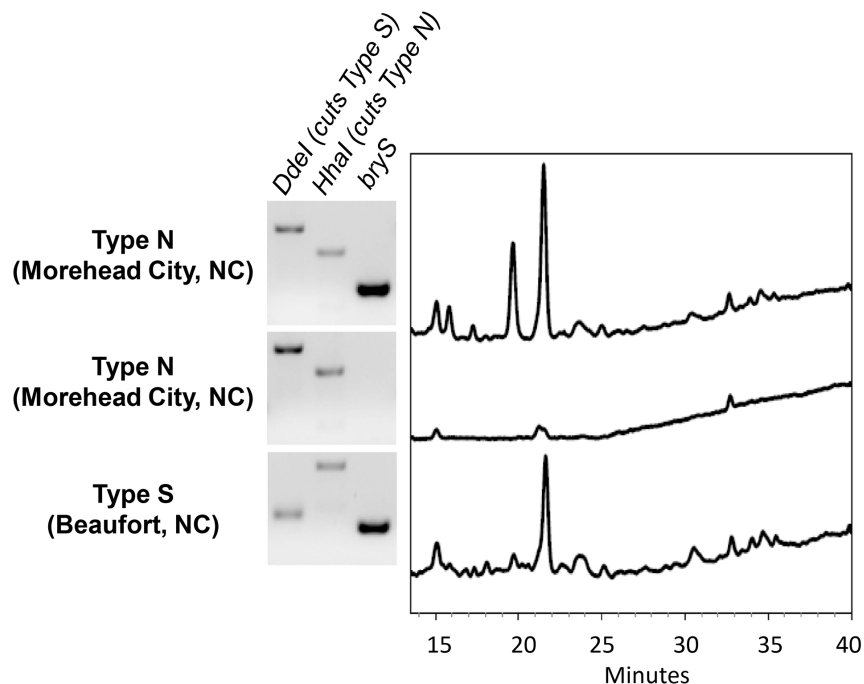 DdeI (cuts Type S)
HhaI (cuts Type N)
bryS
Type N
(Morehead City, NC)
Type N
(Morehead City, NC)
Type S
(Beaufort, NC)
15 20 25 30 35 40
Minutes